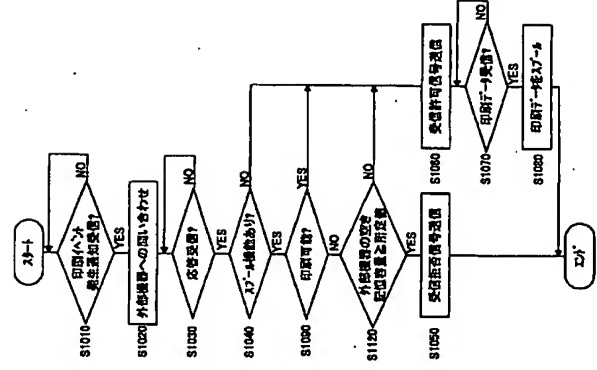 スタート
S1010
印刷イベント
発生通知受信?
NO
YES
S1020
外部機器への問い合わせ
S1030
応答受信?
NO
YES
S1040
スプール機能あり?
NO
YES
S1090
印刷可能?
YES
NO
S1120
外部機器の空き
記憶容量≧所定値
NO
YES
S1050
受信拒否信号送信
S1060
受信許可信号送信
S1070
印刷データ受信?
NO
YES
S1080
印刷データをスプール
エンド